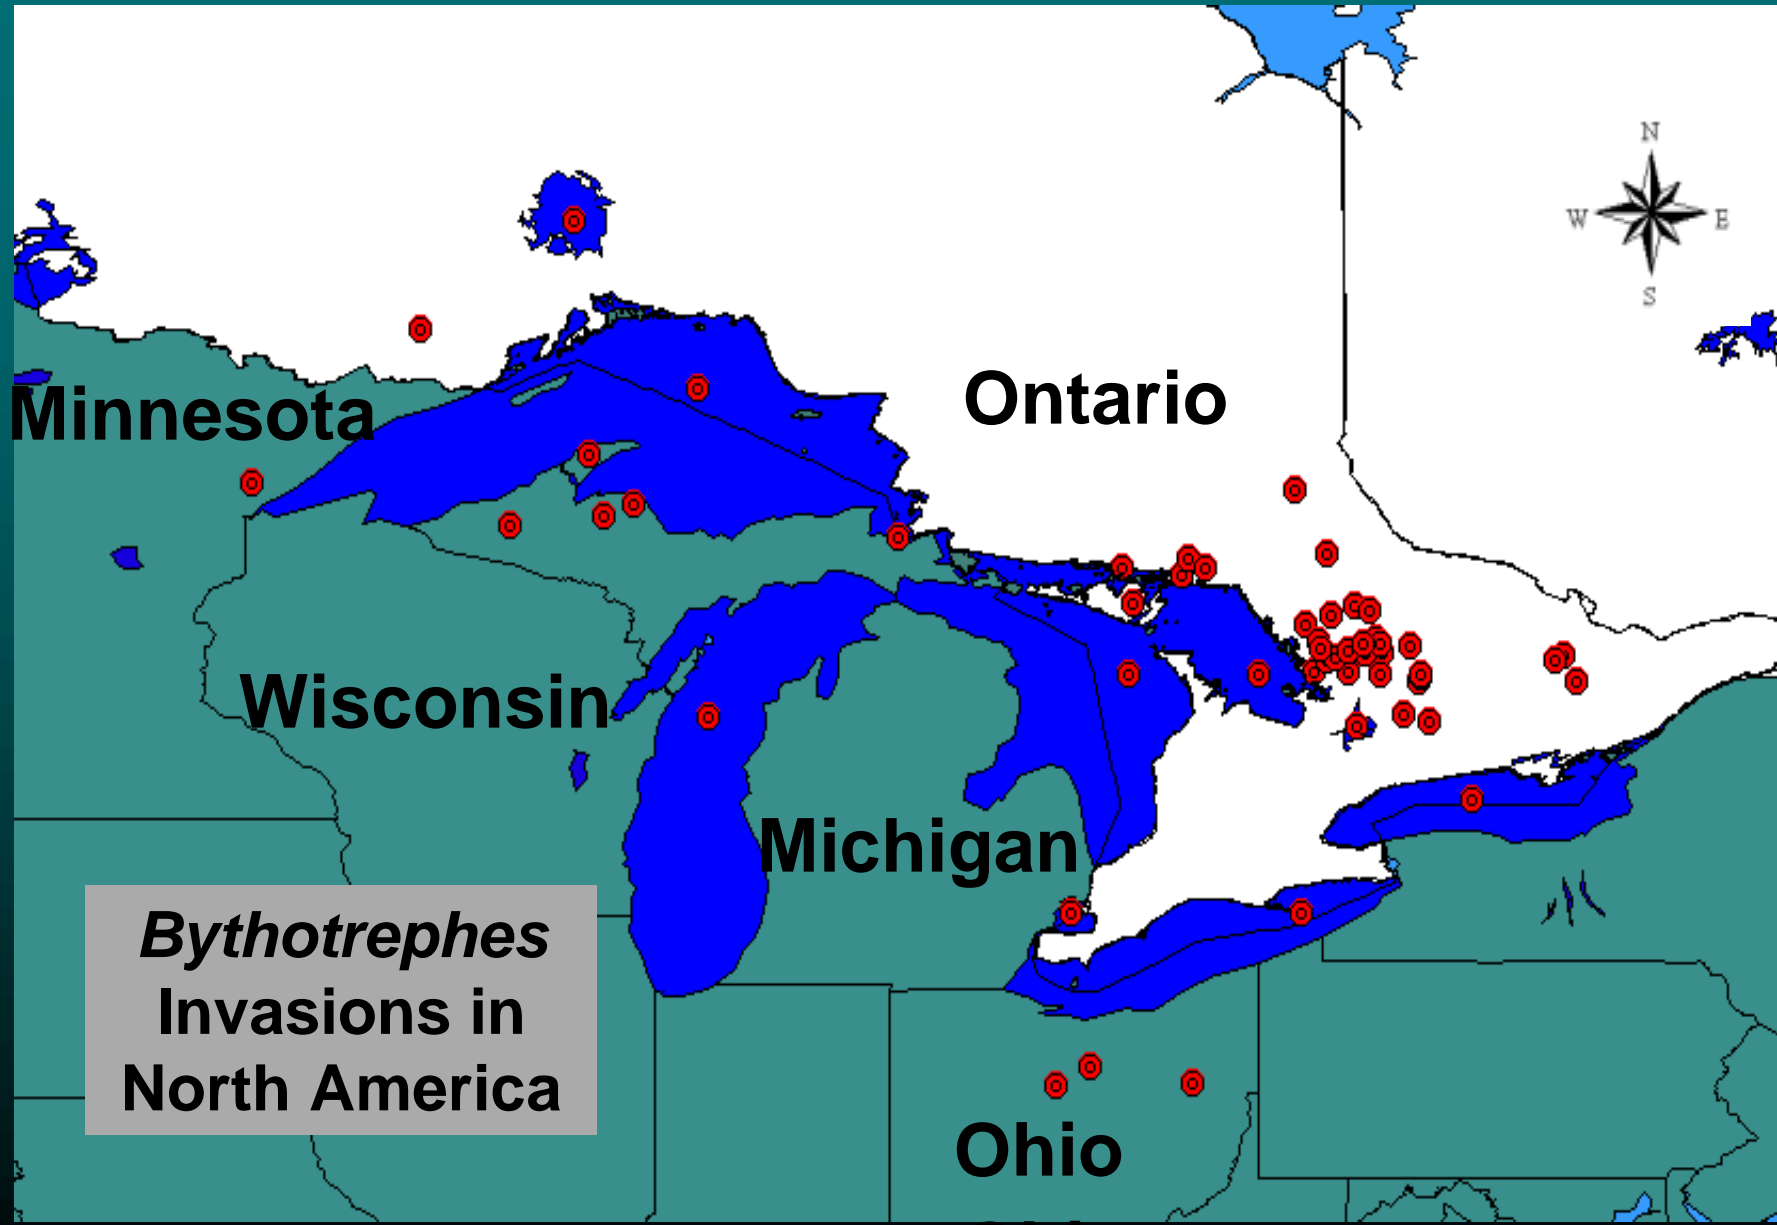 N
W E
S
Ontario
Minnesota
Wisconsin
Michigan
Bythotrephes
Invasions in
North America
Ohio